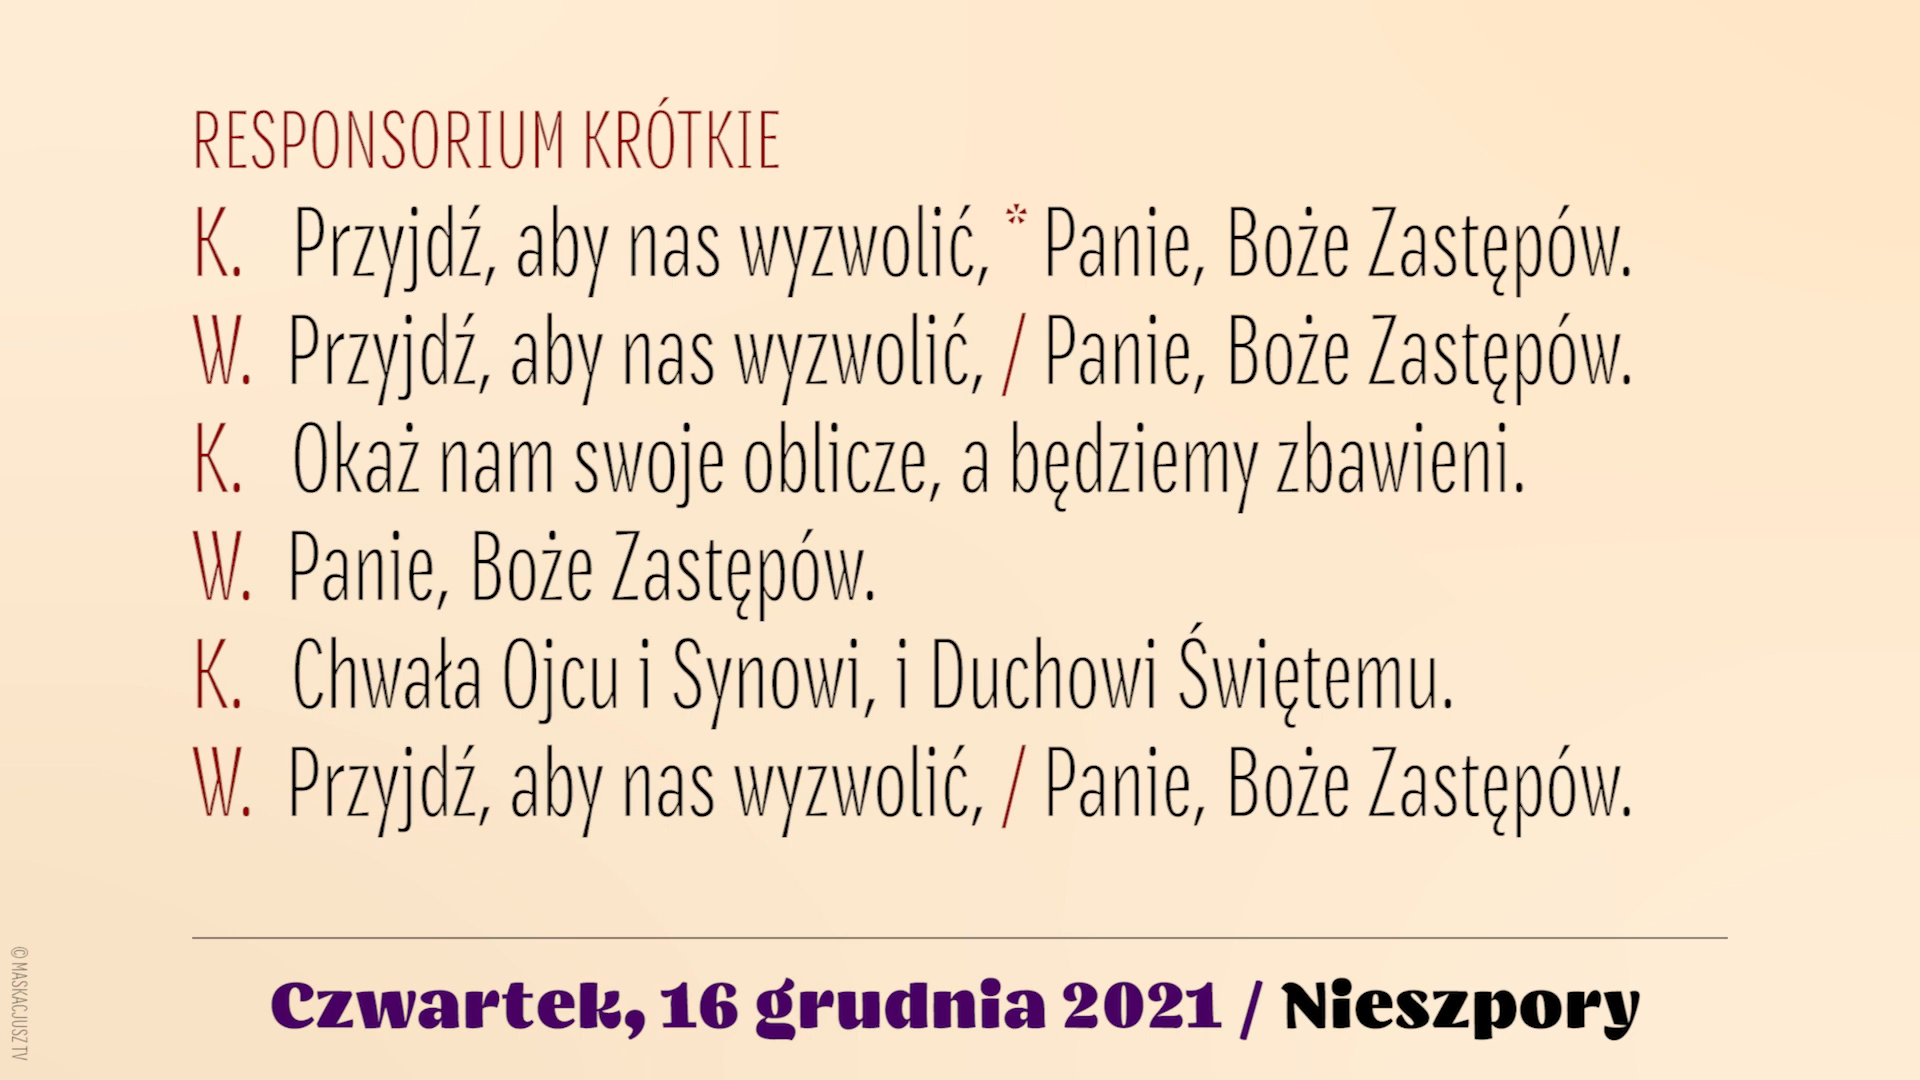 RESPONSORIUM KRÓTKIE
K. Przyjdź, aby nas wyzwolić, * Panie, Boże Zastępów.
W. Przyjdź, aby nas wyzwolić, / Panie, Boże Zastępów.
K. Okaż nam swoje oblicze, a będziemy zbawieni.
W. Panie, Boże Zastępów.
K. Chwała Ojcu i Synowi, i Duchowi Świętemu.
W. Przyjdź, aby nas wyzwolić, / Panie, Boże Zastępów.
Czwartek, 16 grudnia 2021 / Nieszpory
© MASKACJUSZ TV